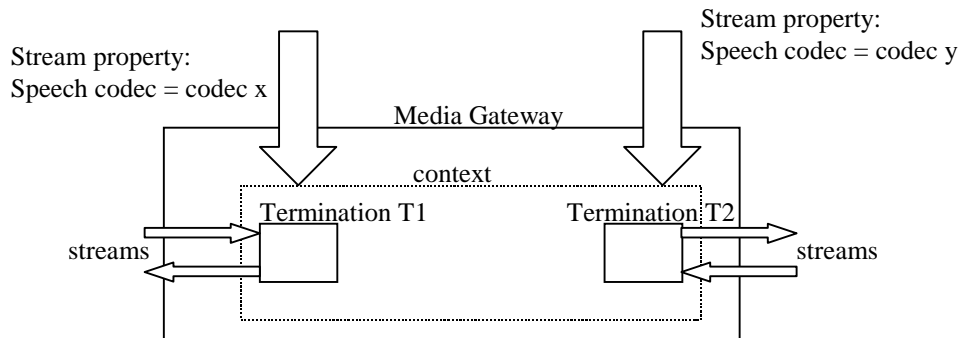 Stream property:
Speech codec = codec x
Stream property:
Speech codec = codec y
Media Gateway
context
Termination T1
Termination T2
streams
streams